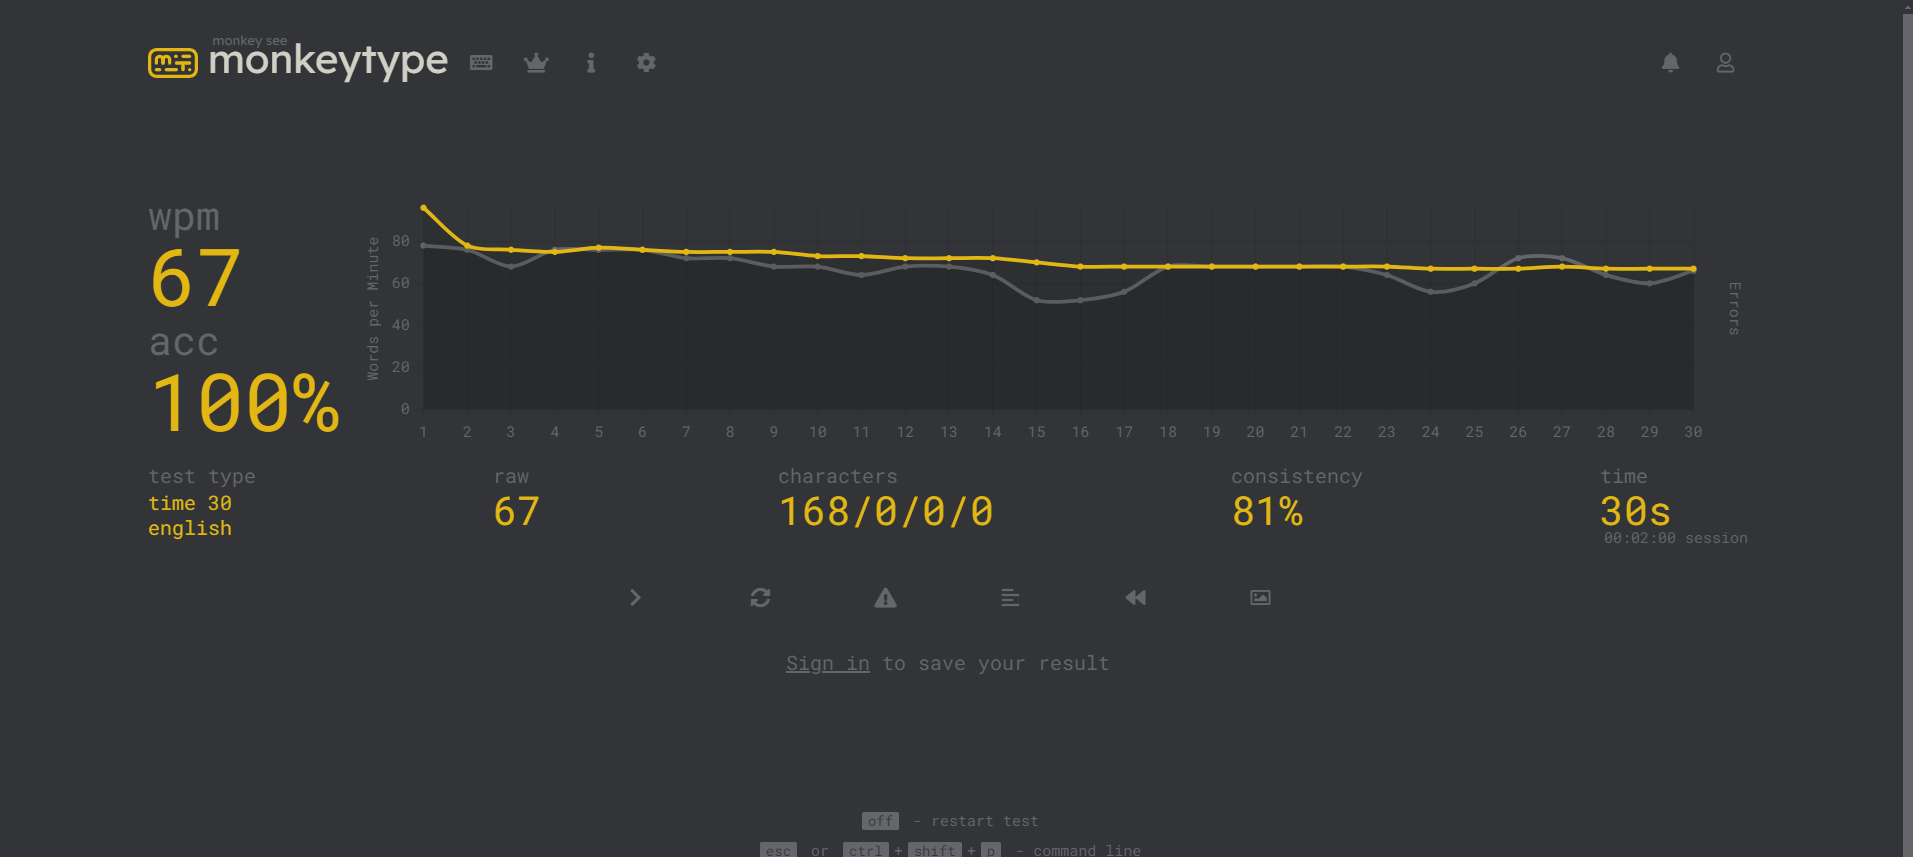 monkey see
monkeytype
wpm
67
acc
100%
Words per Minute
80
60
40
20
0
1 2 3 4 5 6 7 8 9 10 11 12 13 14 15 16 17 18 19 20 21 22 23 24 25 26 27 28 29 30
Errors
test type
time 30
english
raw
67
characters
168/0/0/0
consistency
81%
time
30s
00:02:00 session
Sign in to save your result
off - restart test
esc or ctrl + shift + p - command line